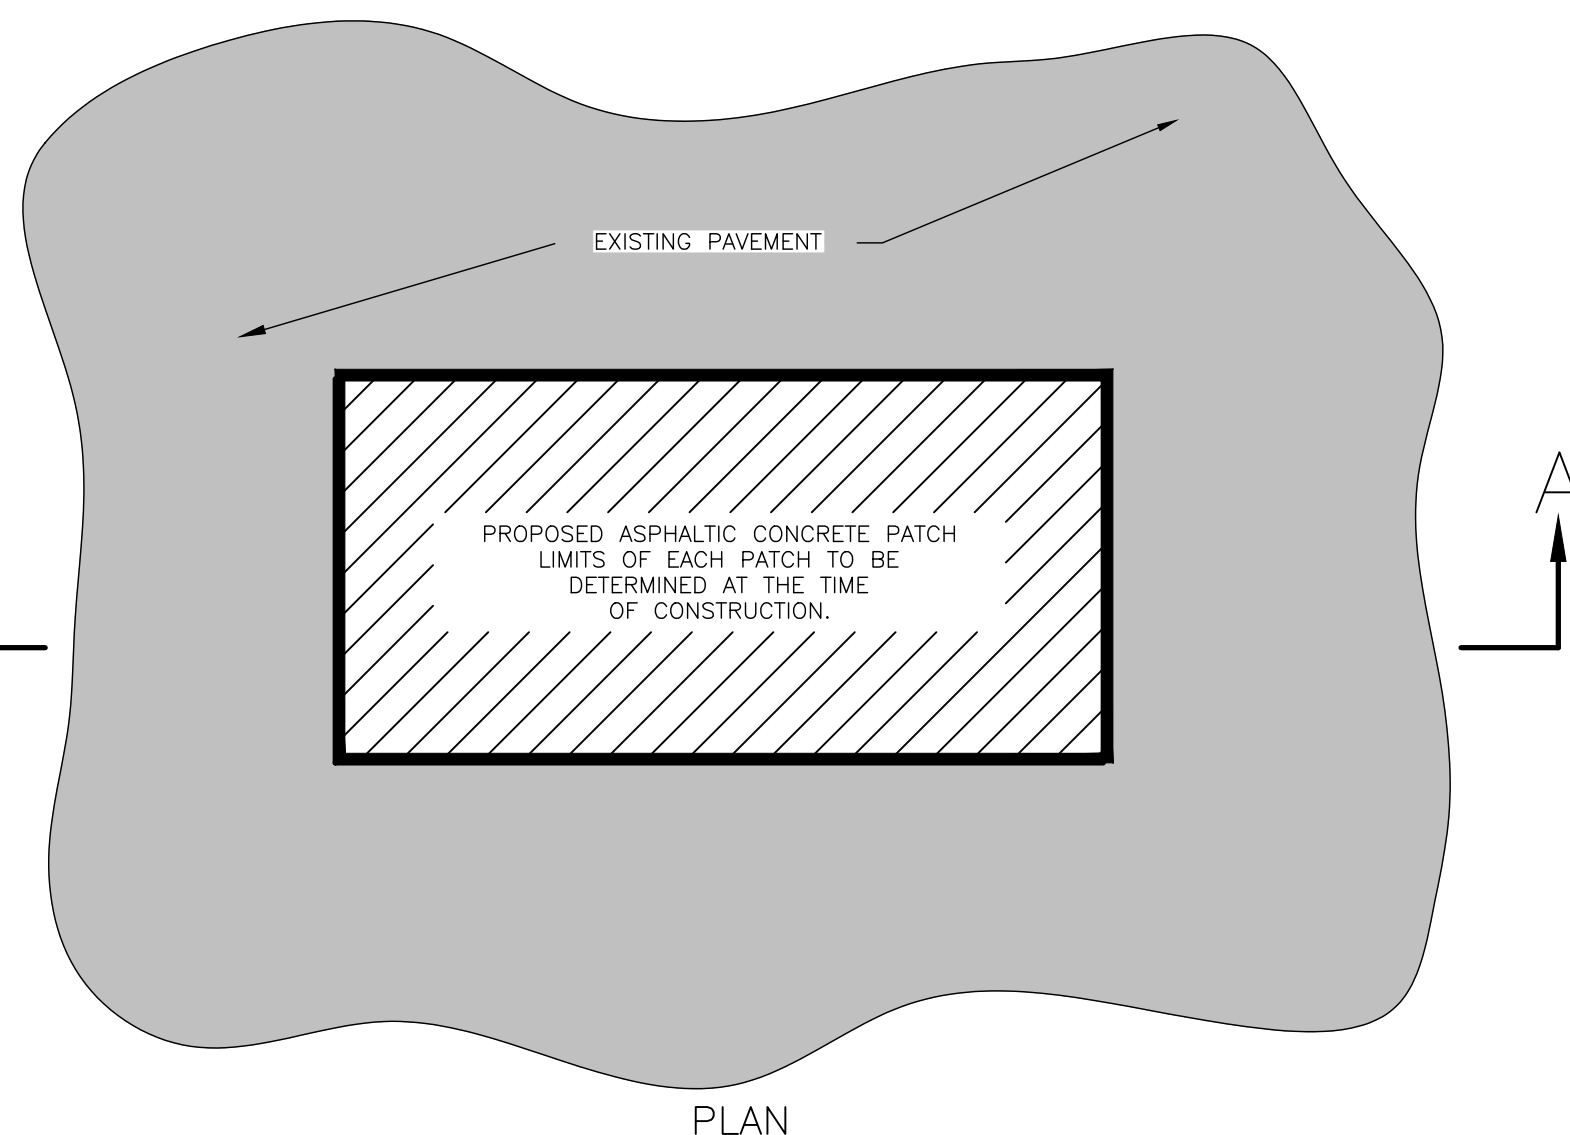 EXISTING PAVEMENT
A
PROPOSED ASPHALTIC CONCRETE PATCH
LIMITS OF EACH PATCH TO BE
DETERMINED AT THE TIME
OF CONSTRUCTION.
PLAN